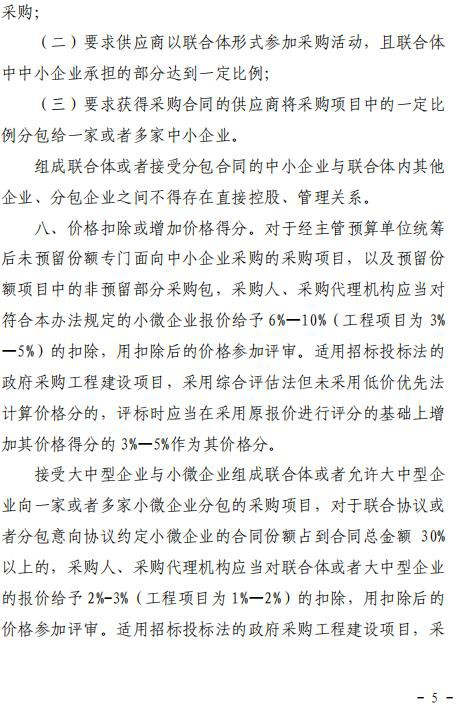 采购；
（二）要求供应商以联合体形式参加采购活动，且联合体
中中小企业承担的部分达到一定比例；
（三）要求获得采购合同的供应商将采购项目中的一定比
例分包给一家或者多家中小企业。
组成联合体或者接受分包合同的中小企业与联合体内其他
企业、分包企业之间不得存在直接控股、管理关系。
八、价格扣除或增加价格得分。对于经主管预算单位统筹
后未预留份额专门面向中小企业采购的采购项目，以及预留份
额项目中的非预留部分采购包，采购人、采购代理机构应当对
符合本办法规定的小微企业报价给予6%—10%（工程项目为 3%
—5%）的扣除，用扣除后的价格参加评审。适用招标投标法的
政府采购工程建设项目，采用综合评估法但未采用低价优先法
计算价格分的，评标时应当在采用原报价进行评分的基础上增
加其价格得分的 3%—5%作为其价格分。
接受大中型企业与小微企业组成联合体或者允许大中型企
业向一家或者多家小微企业分包的采购项目，对于联合协议或
者分包意向协议约定小微企业的合同份额占到合同总金额 30%
以上的，采购人、采购代理机构应当对联合体或者大中型企业
的报价给予2%-3%（工程项目为1%—2%）的扣除，用扣除后的
价格参加评审。适用招标投标法的政府采购工程建设项目，采
- 5 -